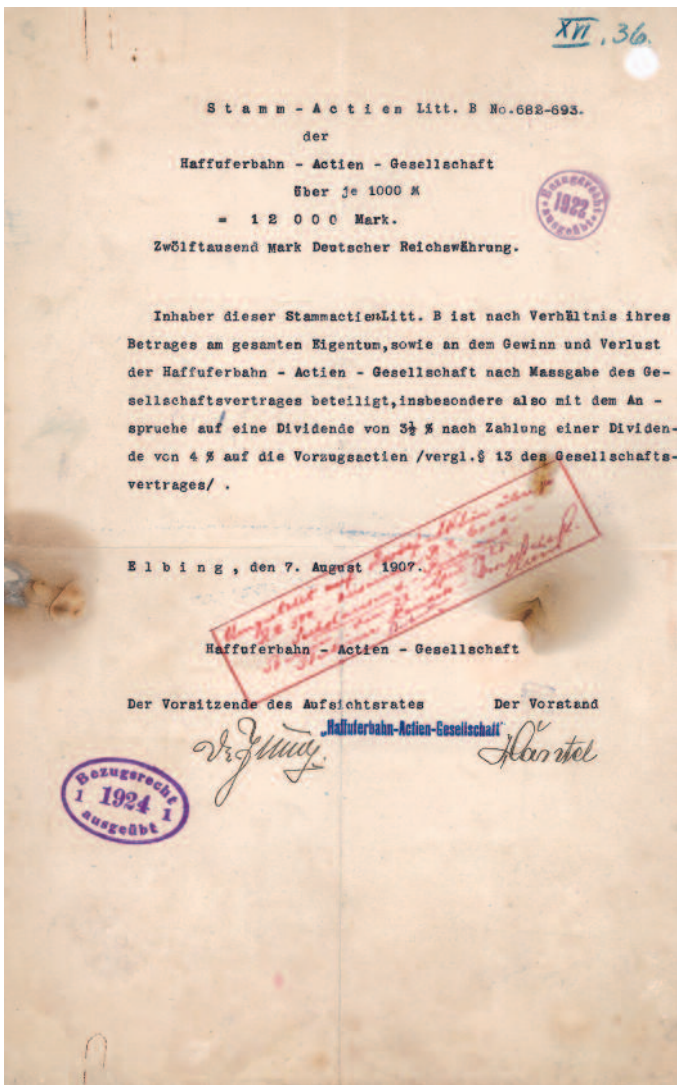 XVI. 36.
Stamm-Actien Litt. B No.682-693.
der
Haffuferbahn - Actien - Gesellschaft
Über je 1000 M
= 12 000 Mark.
Zwölftausend Mark Deutscher Reichswährung.
Bezugsrecht
1922
ausgeübt
Inhaber dieser StammactienLitt. B ist nach Verhältnis ihres
Betrages am gesamten Eigentum,sowie an dem Gewinn und Verlust
der Haffuferbahn - Actien - Gesellschaft nach Massgabe des Ge-
sellschaftsvertrages beteiligt,insbesondere also mit dem An -
spruche auf eine Dividende von 3½ % nach Zahlung einer Dividen-
de von 4 % auf die Vorzugsactien /vergl.§ 13 des Gesellschafts-
vertrages/ .
Elbing, den 7. August 1907.
Haffuferbahn - Actien - Gesellschaft
Der Vorsitzende des Aufsichtsrates Der Vorstand
„Haffuferbahn-Actien-Gesellschaft"
Bezugsrecht
1 1924 1
ausgeübt